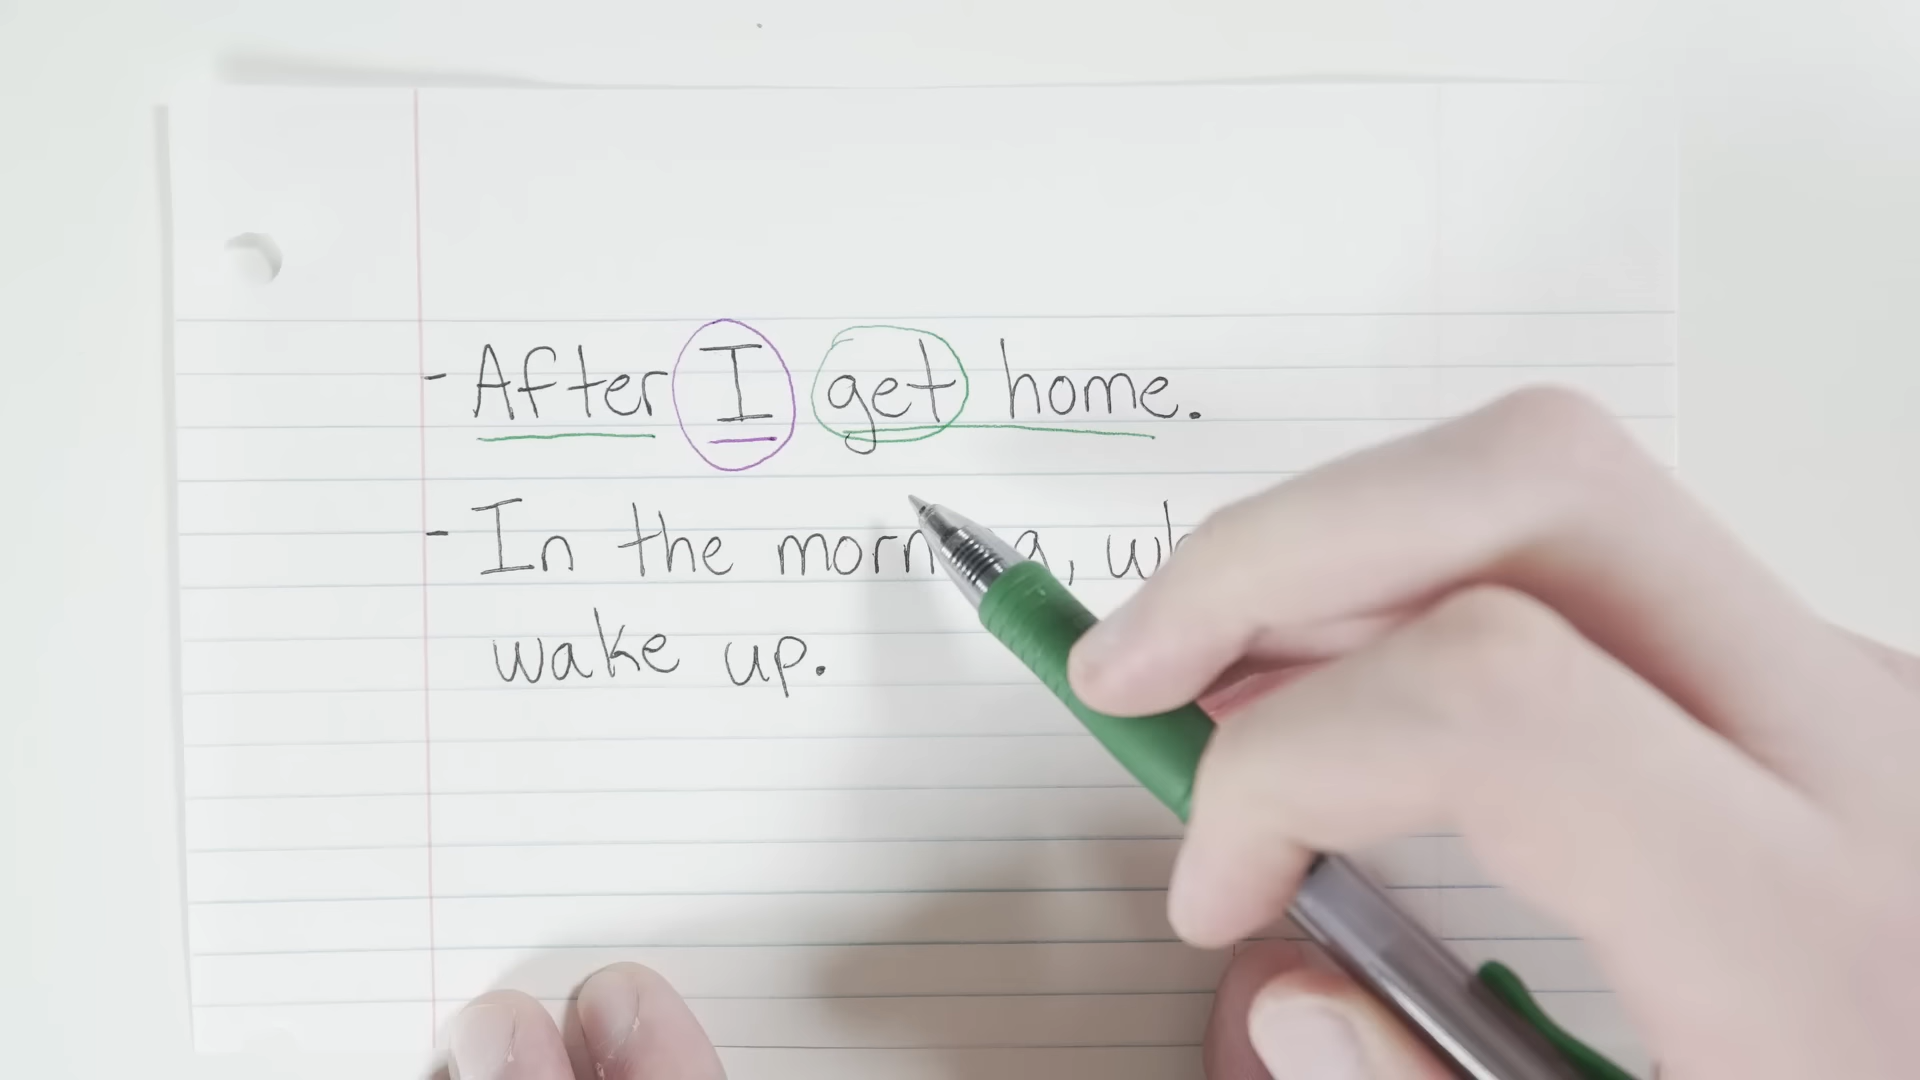 - After I get home.
- In the
wake up.